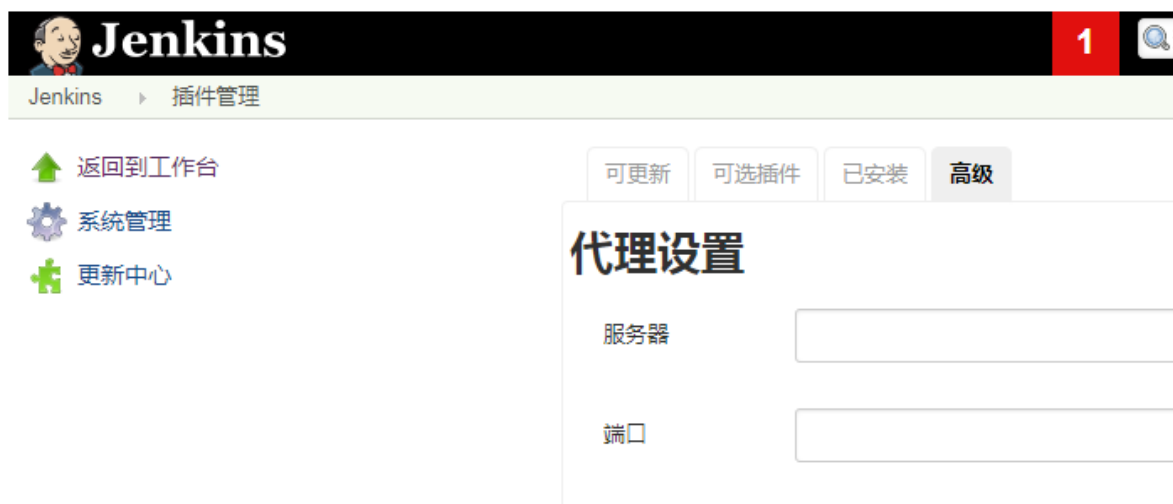 Jenkins
1
Jenkins 插件管理
返回到工作台
系统管理
更新中心
可更新 可选插件 已安装 高级
代理设置
服务器
端口